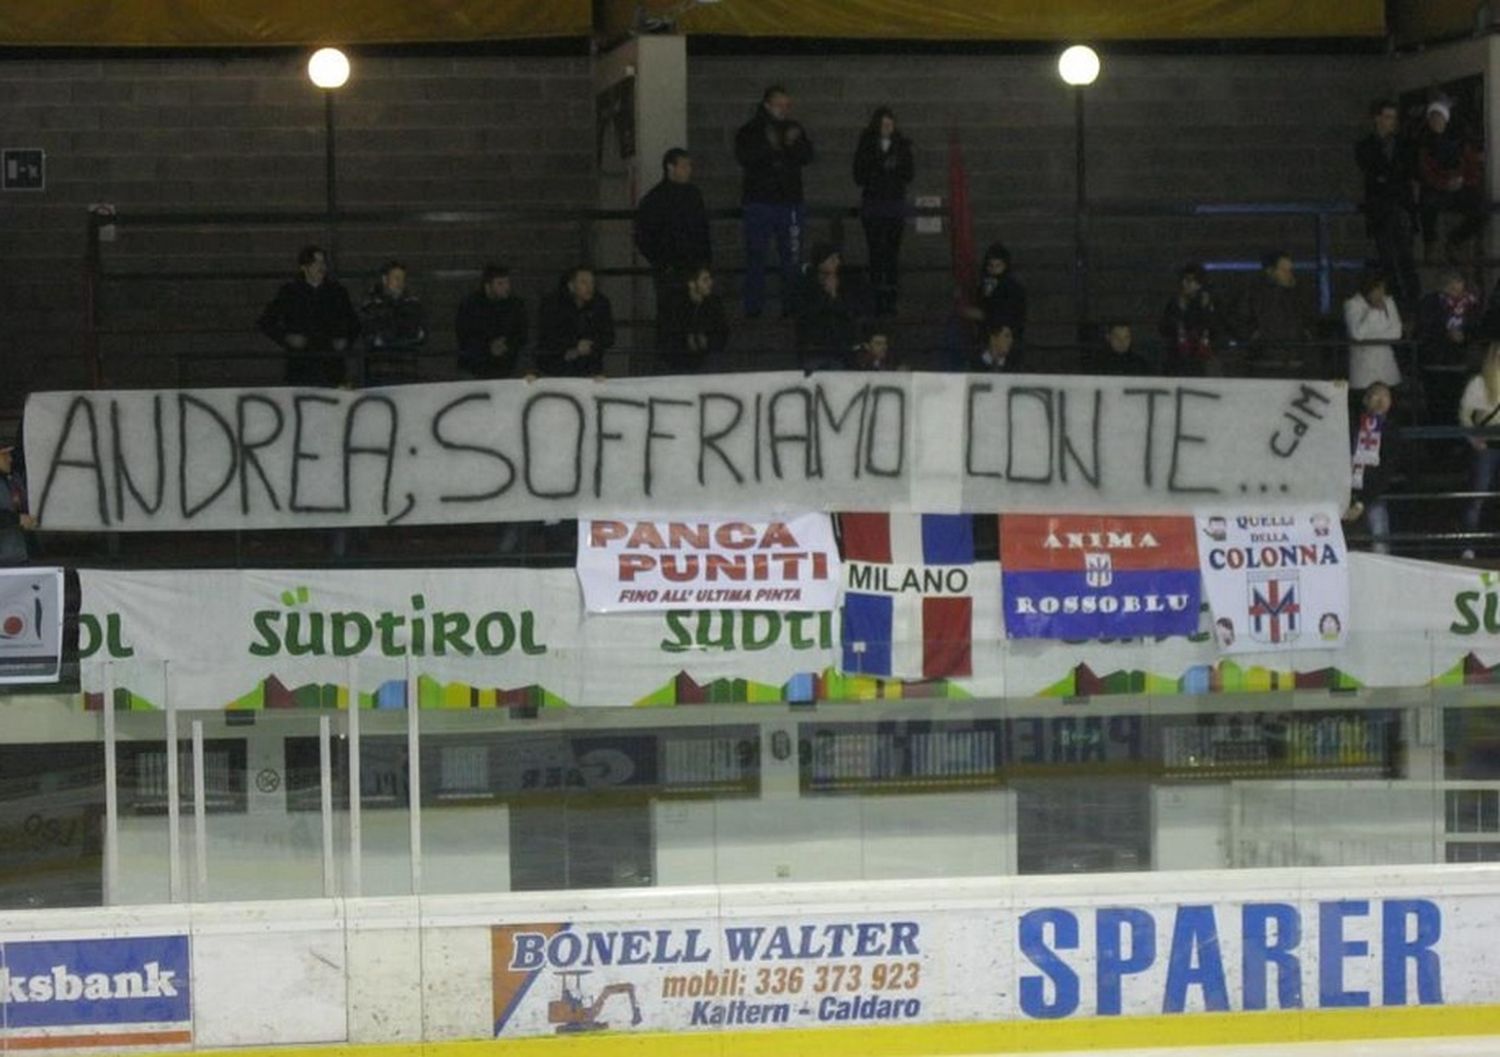 ANDREA; SOFFRIAMO CON TE... CdM
PANCA
PUNITI
FINO ALL' ULTIMA PINTA
MILANO
ANIMA
ROSSOBLU
QUELLI
DELLA
COLONNA
M
SÜDTIROL
ksbank
BONELL WALTER
mobil: 336 373 923
Kaltern - Caldaro
SPARER